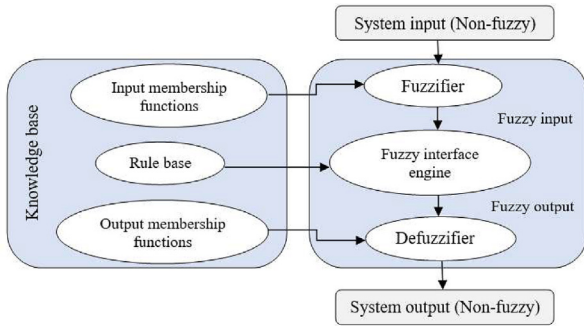 System input (Non-fuzzy)
Knowledge base
Input membership
functions
Fuzzifier
Fuzzy input
Rule base
Fuzzy interface
engine
Fuzzy output
Output membership
functions
Defuzzifier
System output (Non-fuzzy)